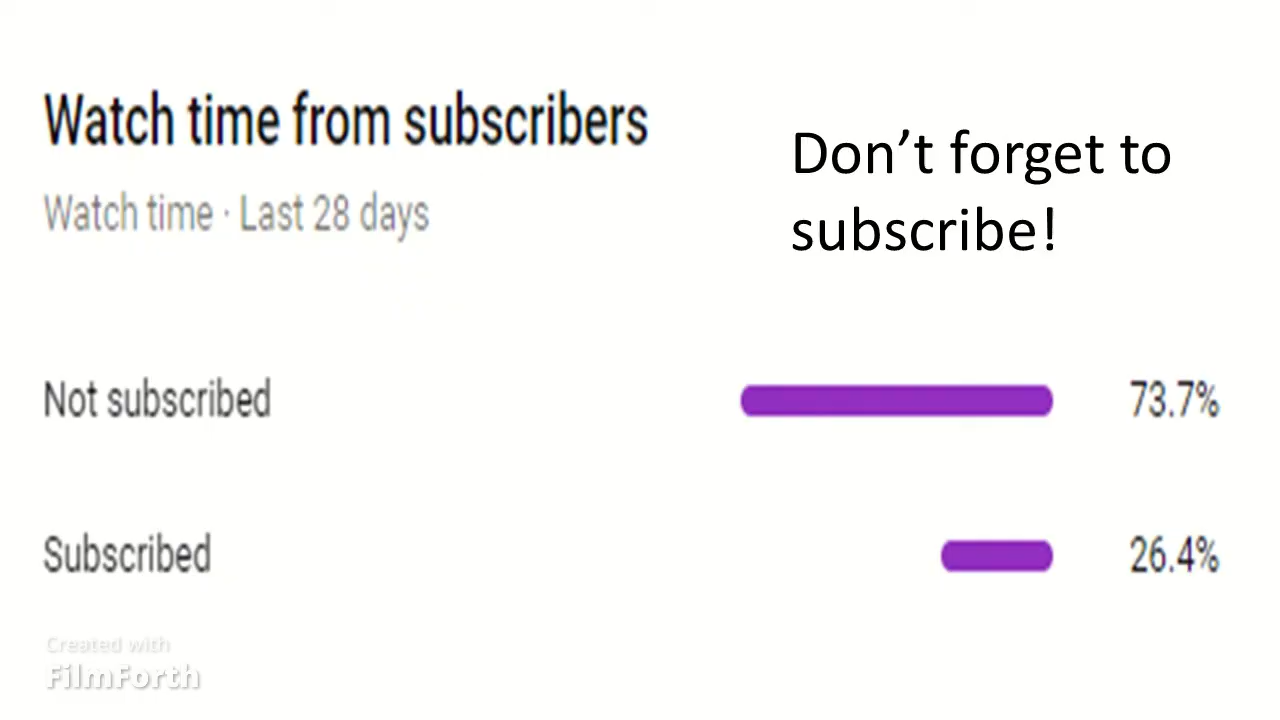 Watch time from subscribers
Watch time · Last 28 days
Don’t forget to
subscribe!
Not subscribed 73.7%
Subscribed 26.4%
Created with
FilmForth